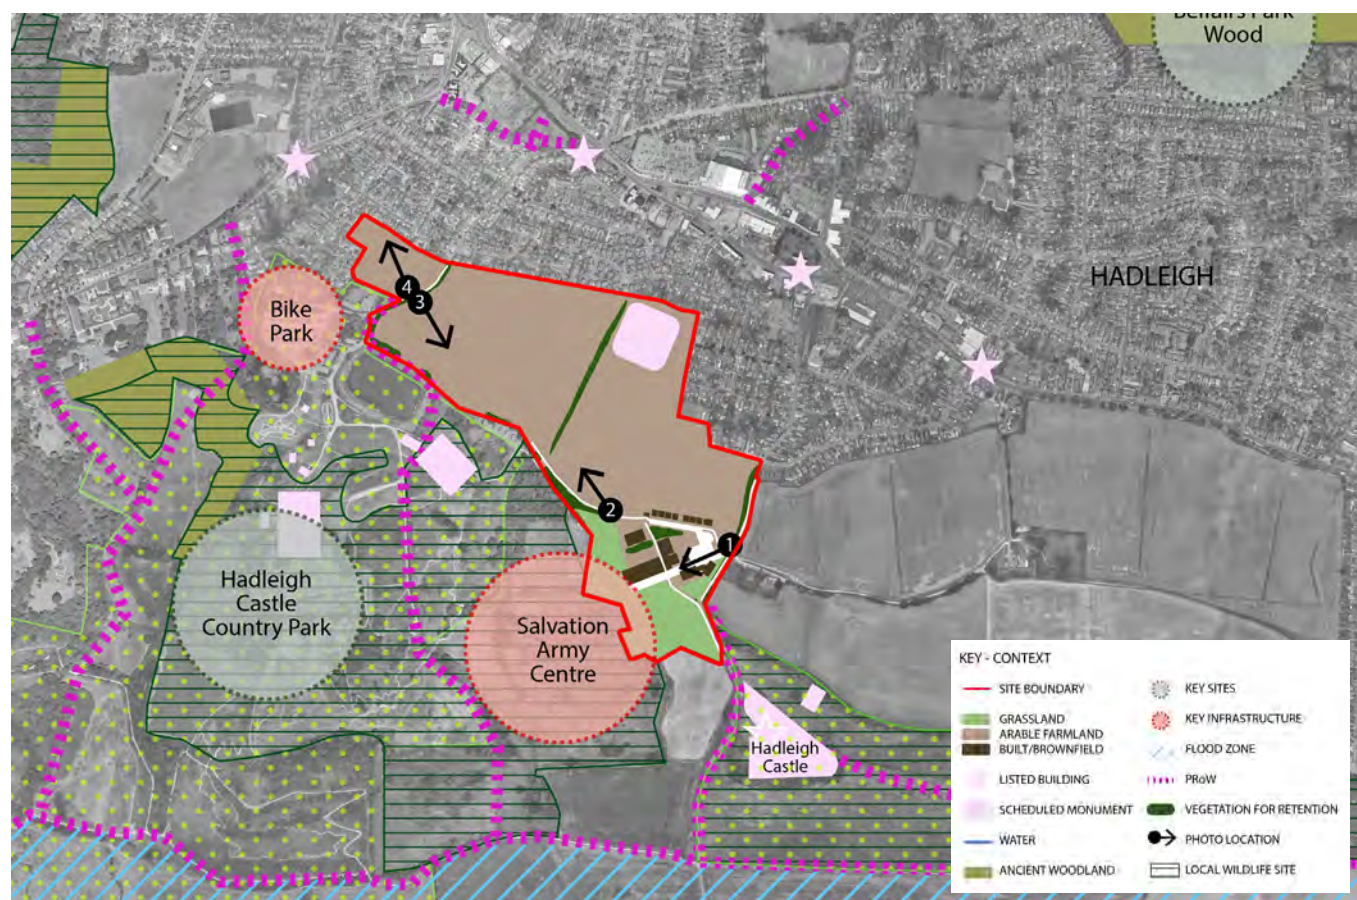 Belfairs Park
Wood
HADLEIGH
4
3
Bike
Park
2
1
Hadleigh
Castle
Country Park
Salvation
Army
Centre
Hadleigh
Castle
KEY - CONTEXT
SITE BOUNDARY
GRASSLAND
ARABLE FARMLAND
BUILT/BROWNFIELD
LISTED BUILDING
SCHEDULED MONUMENT
WATER
ANCIENT WOODLAND
KEY SITES
KEY INFRASTRUCTURE
FLOOD ZONE
PRoW
VEGETATION FOR RETENTION
PHOTO LOCATION
LOCAL WILDLIFE SITE